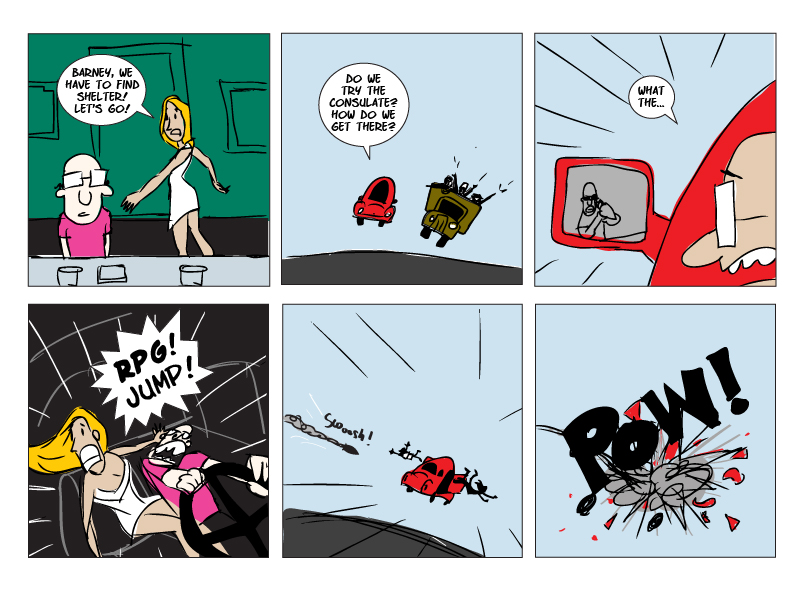 BARNEY, WE
HAVE TO FIND
SHELTER!
LET'S GO!
DO WE
TRY THE
CONSULATE?
HOW DO WE
GET THERE?
WHAT
THE...
RPG!
JUMP!
Swoosh!
POW!